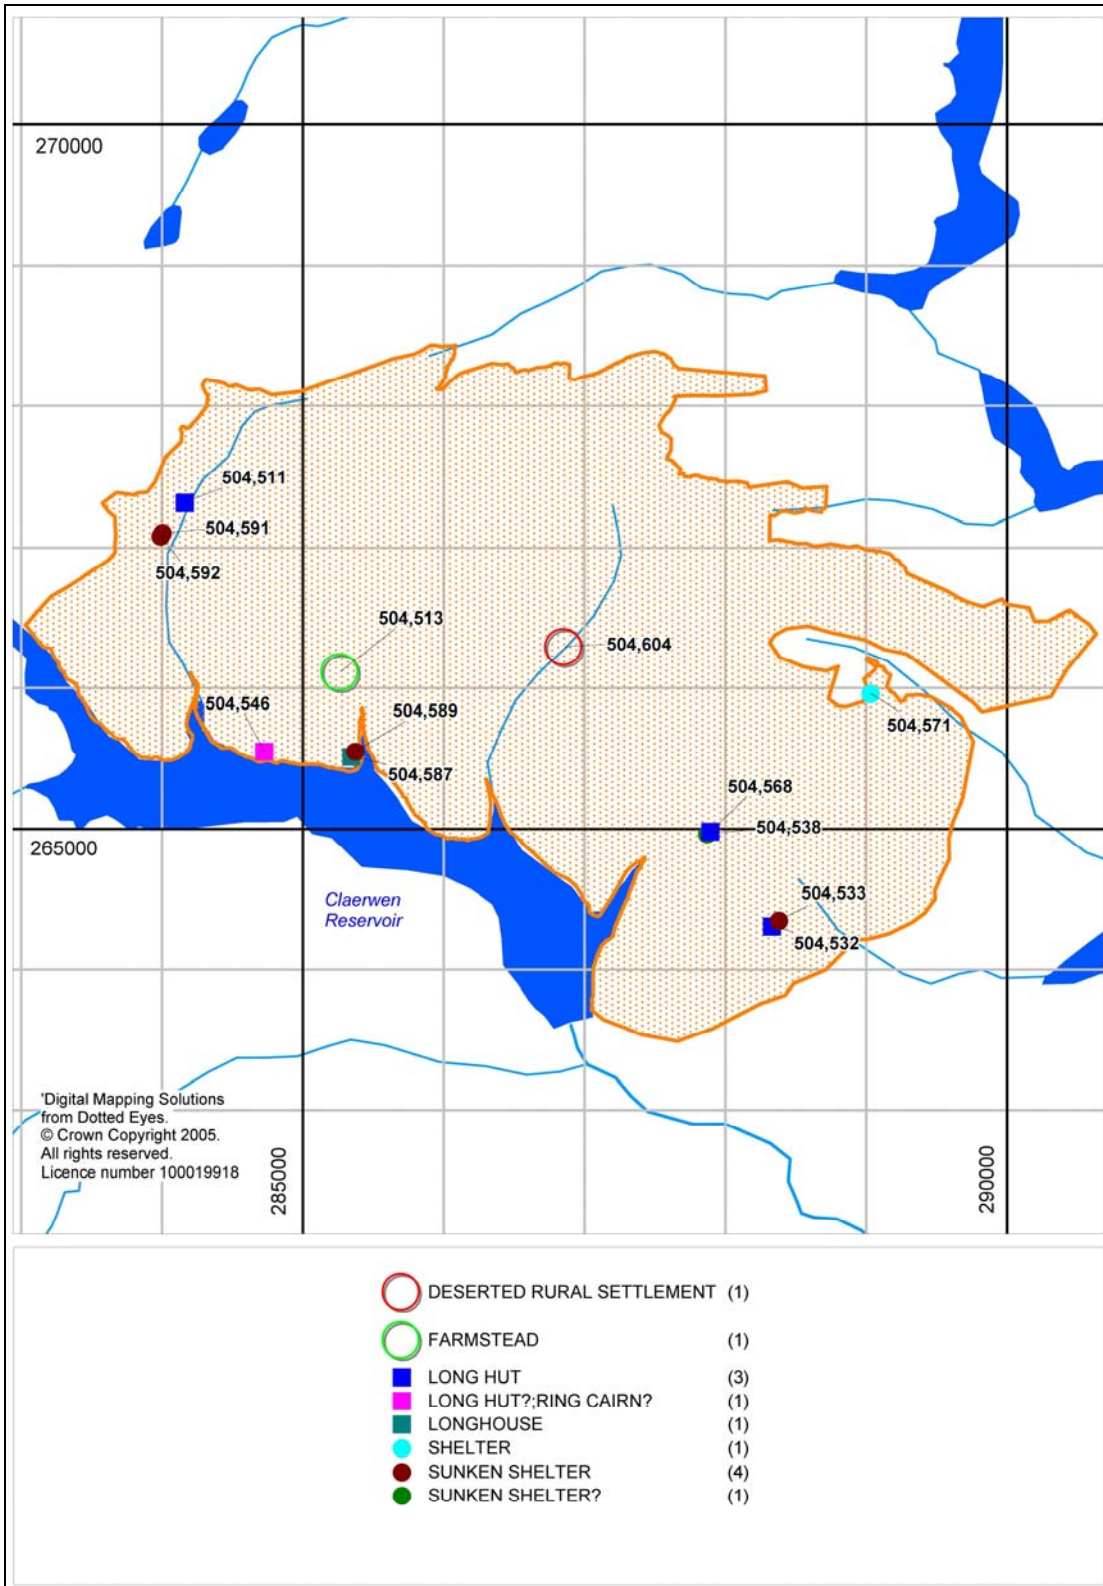 270000
504,511
504,591
504,592
504,513
504,604
504,546
504,589
504,571
504,587
504,568
504,538
265000
504,533
Claerwen
Reservoir
504,532
'Digital Mapping Solutions
from Dotted Eyes.
© Crown Copyright 2005.
All rights reserved.
Licence number 100019918
285000
290000
DESERTED RURAL SETTLEMENT (1)
FARMSTEAD (1)
LONG HUT (3)
LONG HUT?;RING CAIRN? (1)
LONGHOUSE (1)
SHELTER (1)
SUNKEN SHELTER (4)
SUNKEN SHELTER? (1)